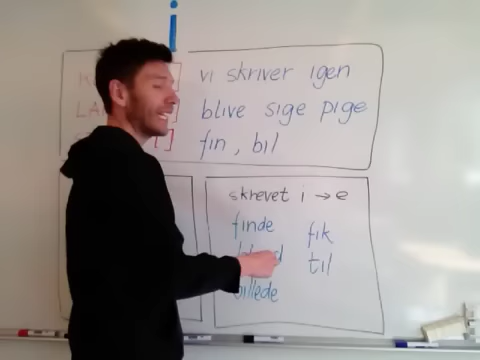 i
vi skriver igen
blive sige pige
fin, bil
skrevet i → e
finde
fik
til
billede